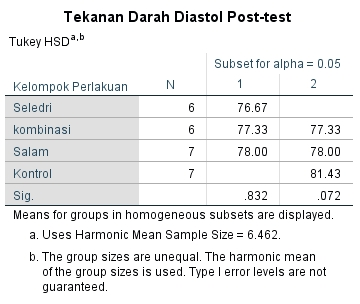 Tekanan Darah Diastol Post-test
Tukey HSDa,b
Subset for alpha = 0.05
Kelompok Perlakuan N 1 2
Seledri 6 76.67
kombinasi 6 77.33 77.33
Salam 7 78.00 78.00
Kontrol 7 81.43
Sig. .832 .072
Means for groups in homogeneous subsets are displayed.
a. Uses Harmonic Mean Sample Size = 6.462.
b. The group sizes are unequal. The harmonic mean
of the group sizes is used. Type I error levels are not
guaranteed.